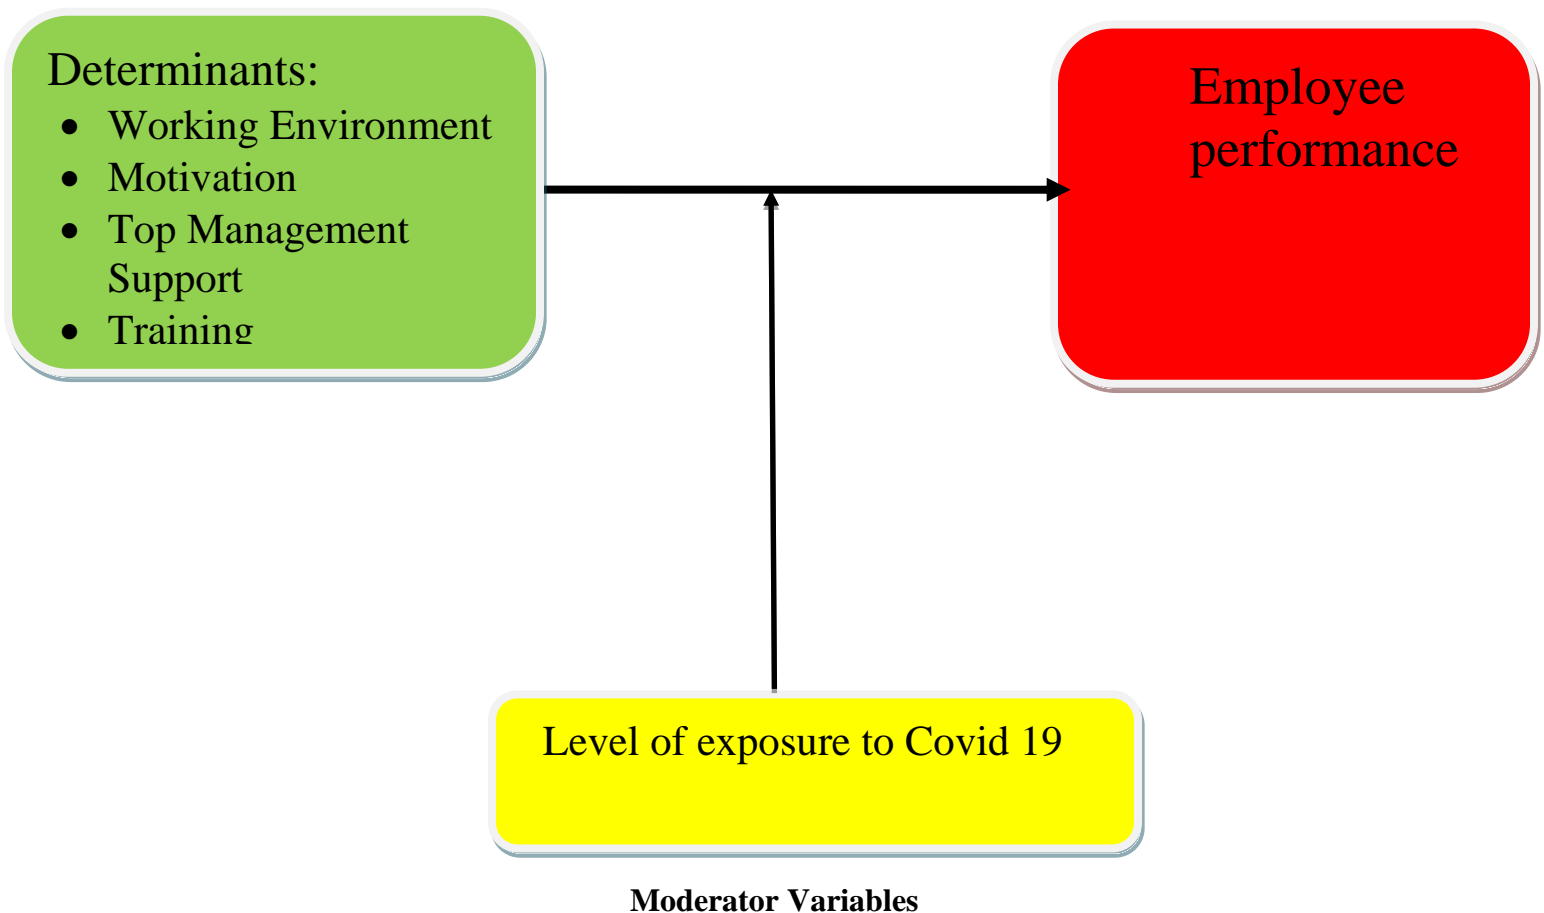 Determinants:
• Working Environment
• Motivation
• Top Management
Support
• Training
Employee
performance
Level of exposure to Covid 19
Moderator Variables